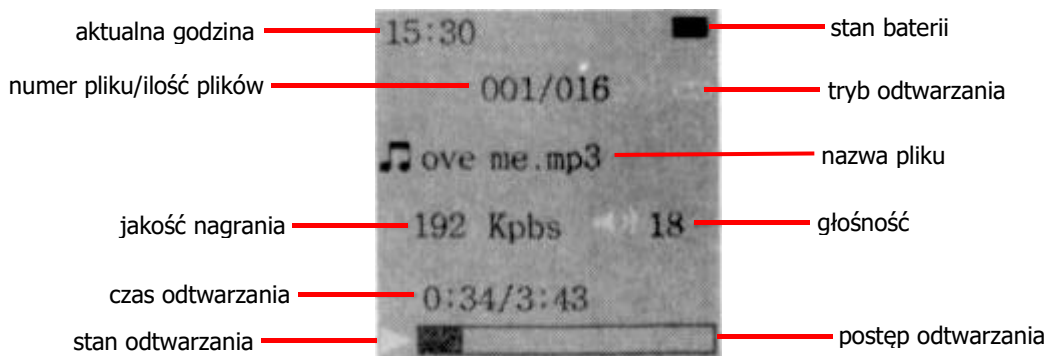 aktualna godzina 15:30 stan baterii
numer pliku/ilość plików 001/016 tryb odtwarzania
ove me.mp3 nazwa pliku
jakość nagrania 192 Kpbs 18 głośność
czas odtwarzania 0:34/3:43
stan odtwarzania postęp odtwarzania